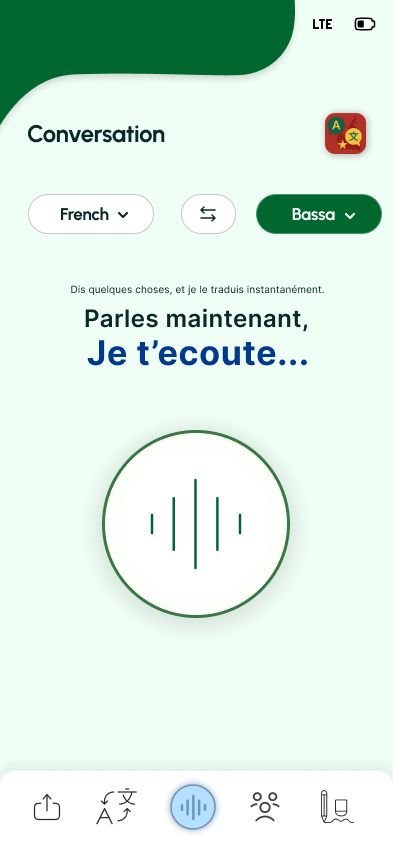 LTE
Conversation
A 文
French
Bassa
Dis quelques choses, et je le traduis instantanément.
Parles maintenant,
Je t’ecoute...
文
A